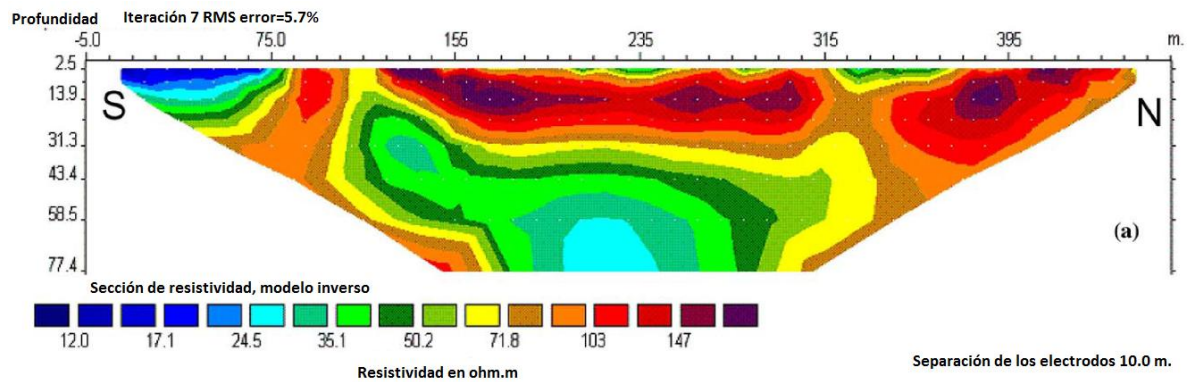 Profundidad Iteración 7 RMS error=5.7%
-5.0 75.0 155 235 315 395 m.
2.5
13.9
31.3
43.4
58.5
77.4
S
N
(a)
Sección de resistividad, modelo inverso
12.0 17.1 24.5 35.1 50.2 71.8 103 147
Resistividad en ohm.m
Separación de los electrodos 10.0 m.